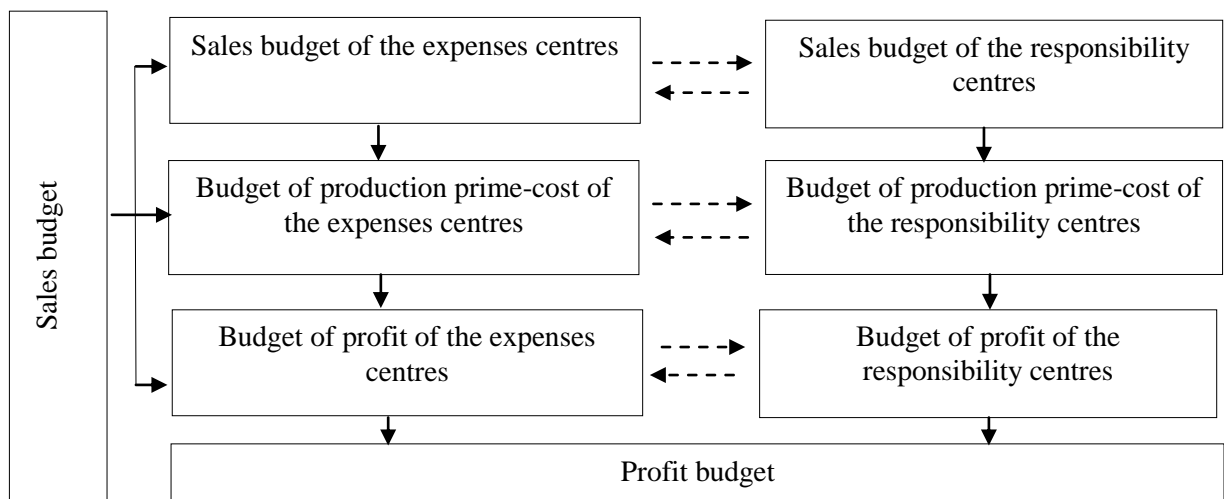 Sales budget
Sales budget of the expenses centres
Sales budget of the responsibility
centres
Budget of production prime-cost of
the expenses centres
Budget of production prime-cost of
the responsibility centres
Budget of profit of the expenses
centres
Budget of profit of the
responsibility centres
Profit budget